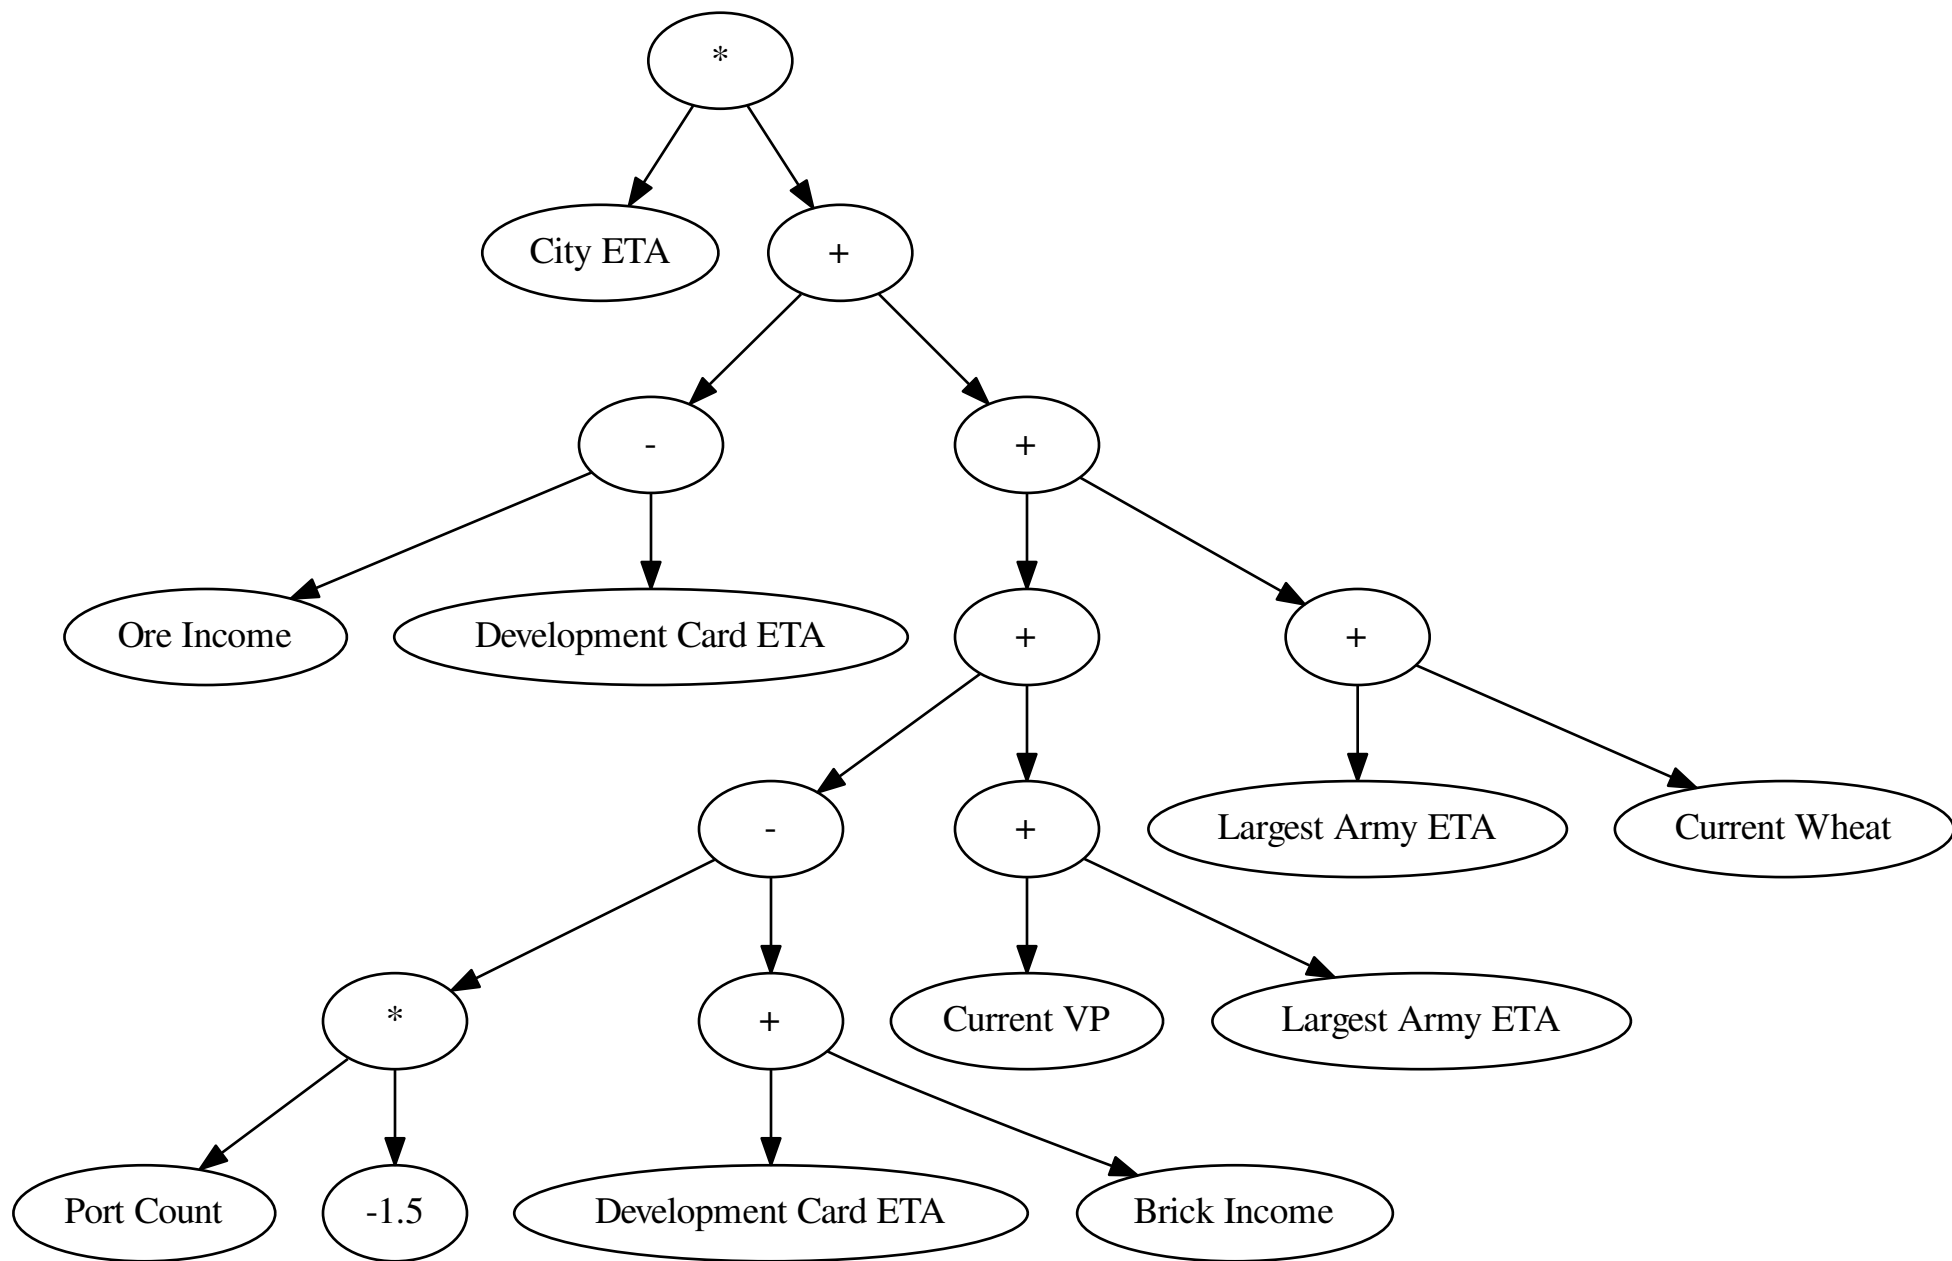 *
City ETA
+
-
+
Ore Income
Development Card ETA
+
+
-
+
Largest Army ETA
Current Wheat
*
+
Current VP
Largest Army ETA
Port Count
-1.5
Development Card ETA
Brick Income